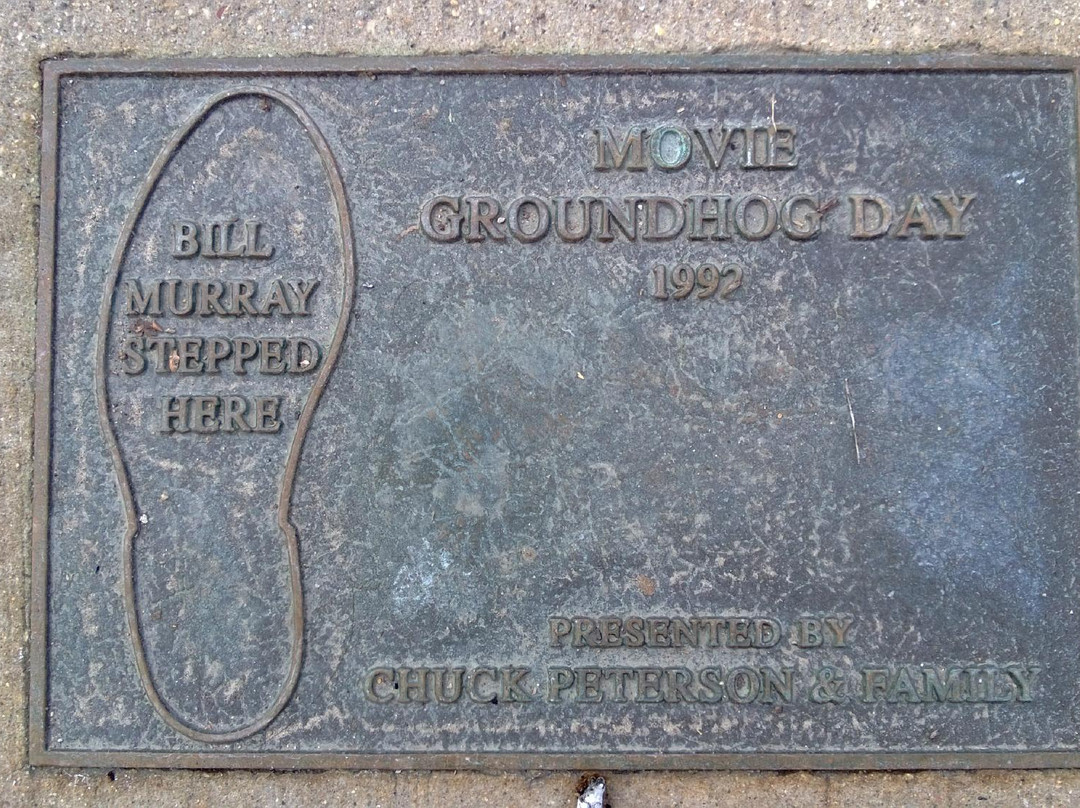 BILL
MURRAY
STEPPED
HERE
MOVIE
GROUNDHOG DAY
1992
PRESENTED BY
CHUCK PETERSON & FAMILY